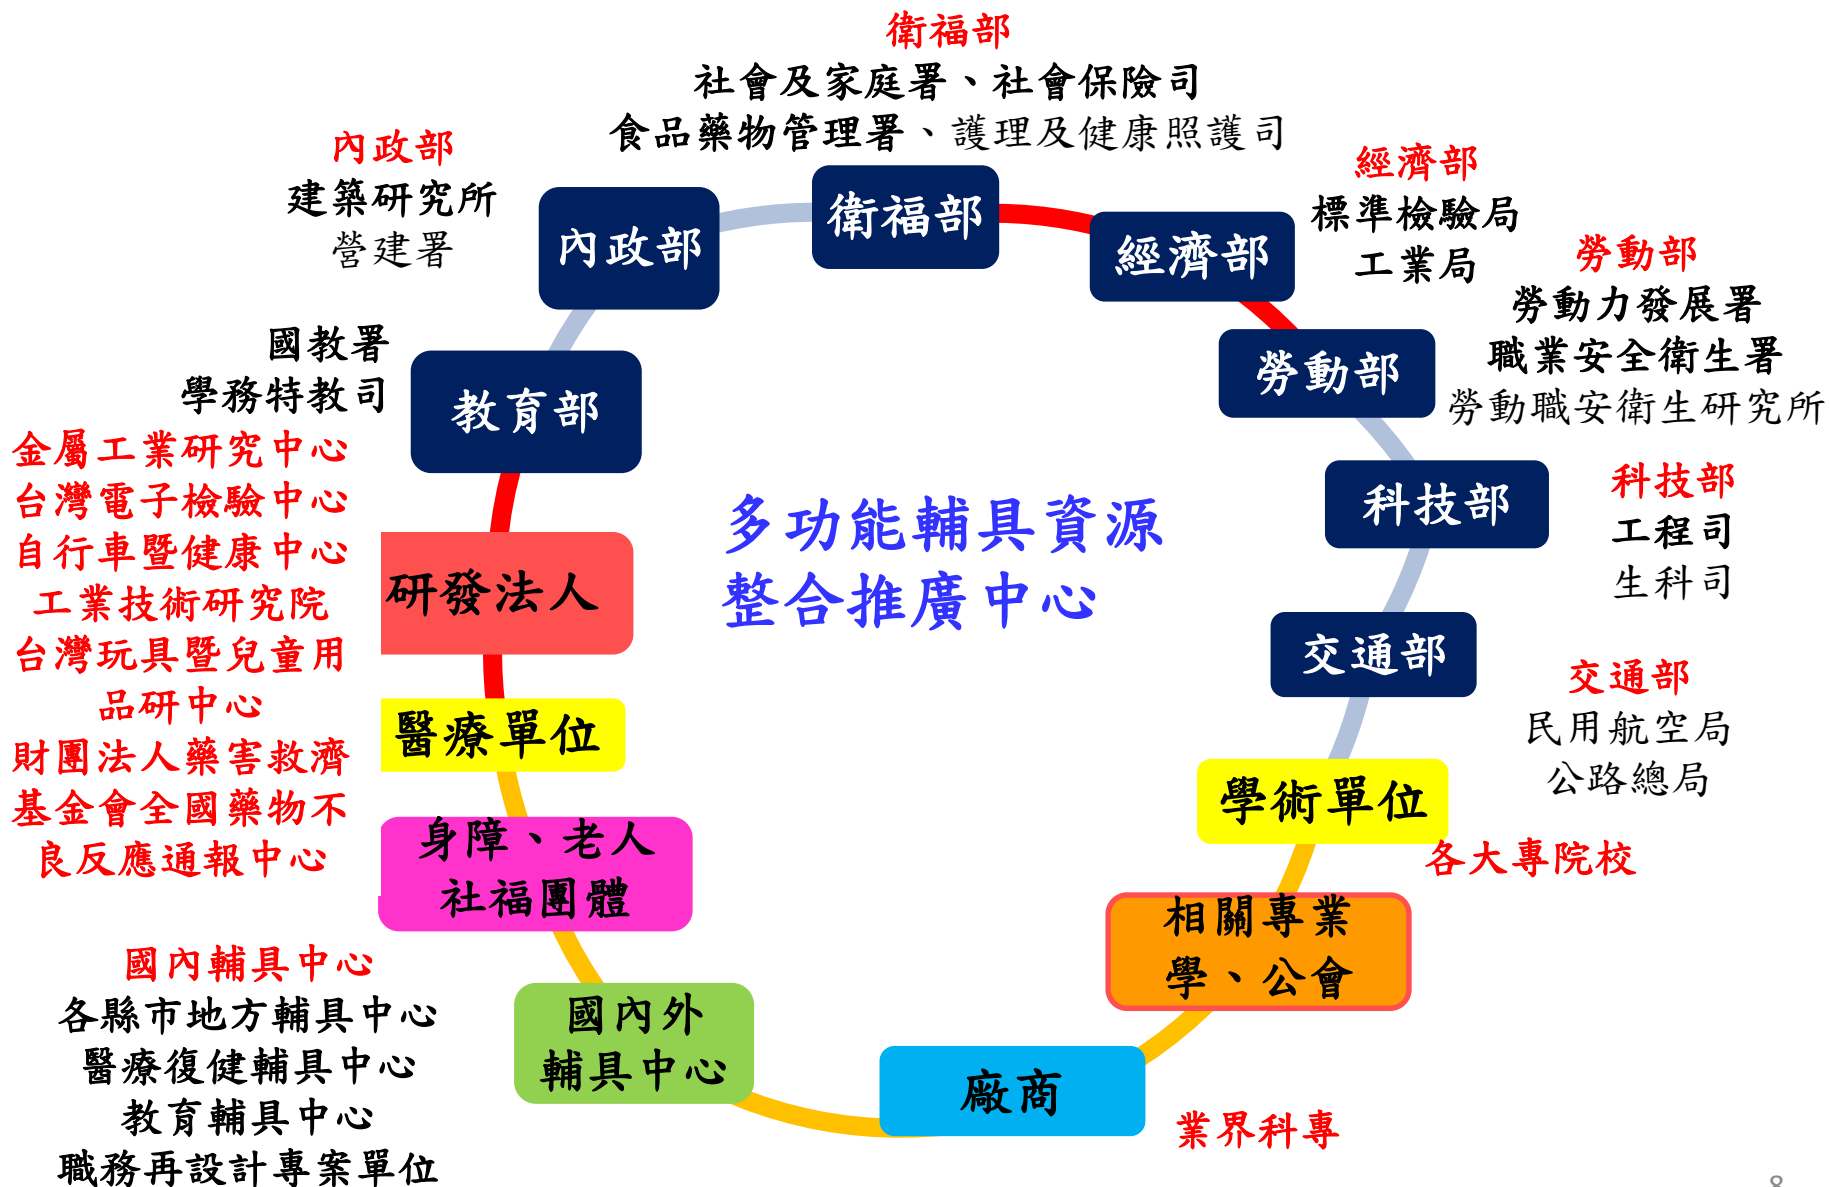 衛福部
社會及家庭署、社會保險司
食品藥物管理署、護理及健康照護司
內政部
建築研究所
營建署
經濟部
標準檢驗局
工業局
勞動部
勞動力發展署
職業安全衛生署
勞動職安衛生研究所
衛福部
內政部
經濟部
勞動部
國教署
學務特教司
教育部
科技部
科技部
工程司
生科司
金屬工業研究中心
台灣電子檢驗中心
自行車暨健康中心
工業技術研究院
台灣玩具暨兒童用
品研中心
財團法人藥害救濟
基金會全國藥物不
良反應通報中心
研發法人
多功能輔具資源
整合推廣中心
交通部
交通部
民用航空局
公路總局
醫療單位
學術單位
各大專院校
身障、老人
社福團體
相關專業
學、公會
國內輔具中心
各縣市地方輔具中心
醫療復健輔具中心
教育輔具中心
職務再設計專案單位
國內外
輔具中心
廠商
業界科專
8